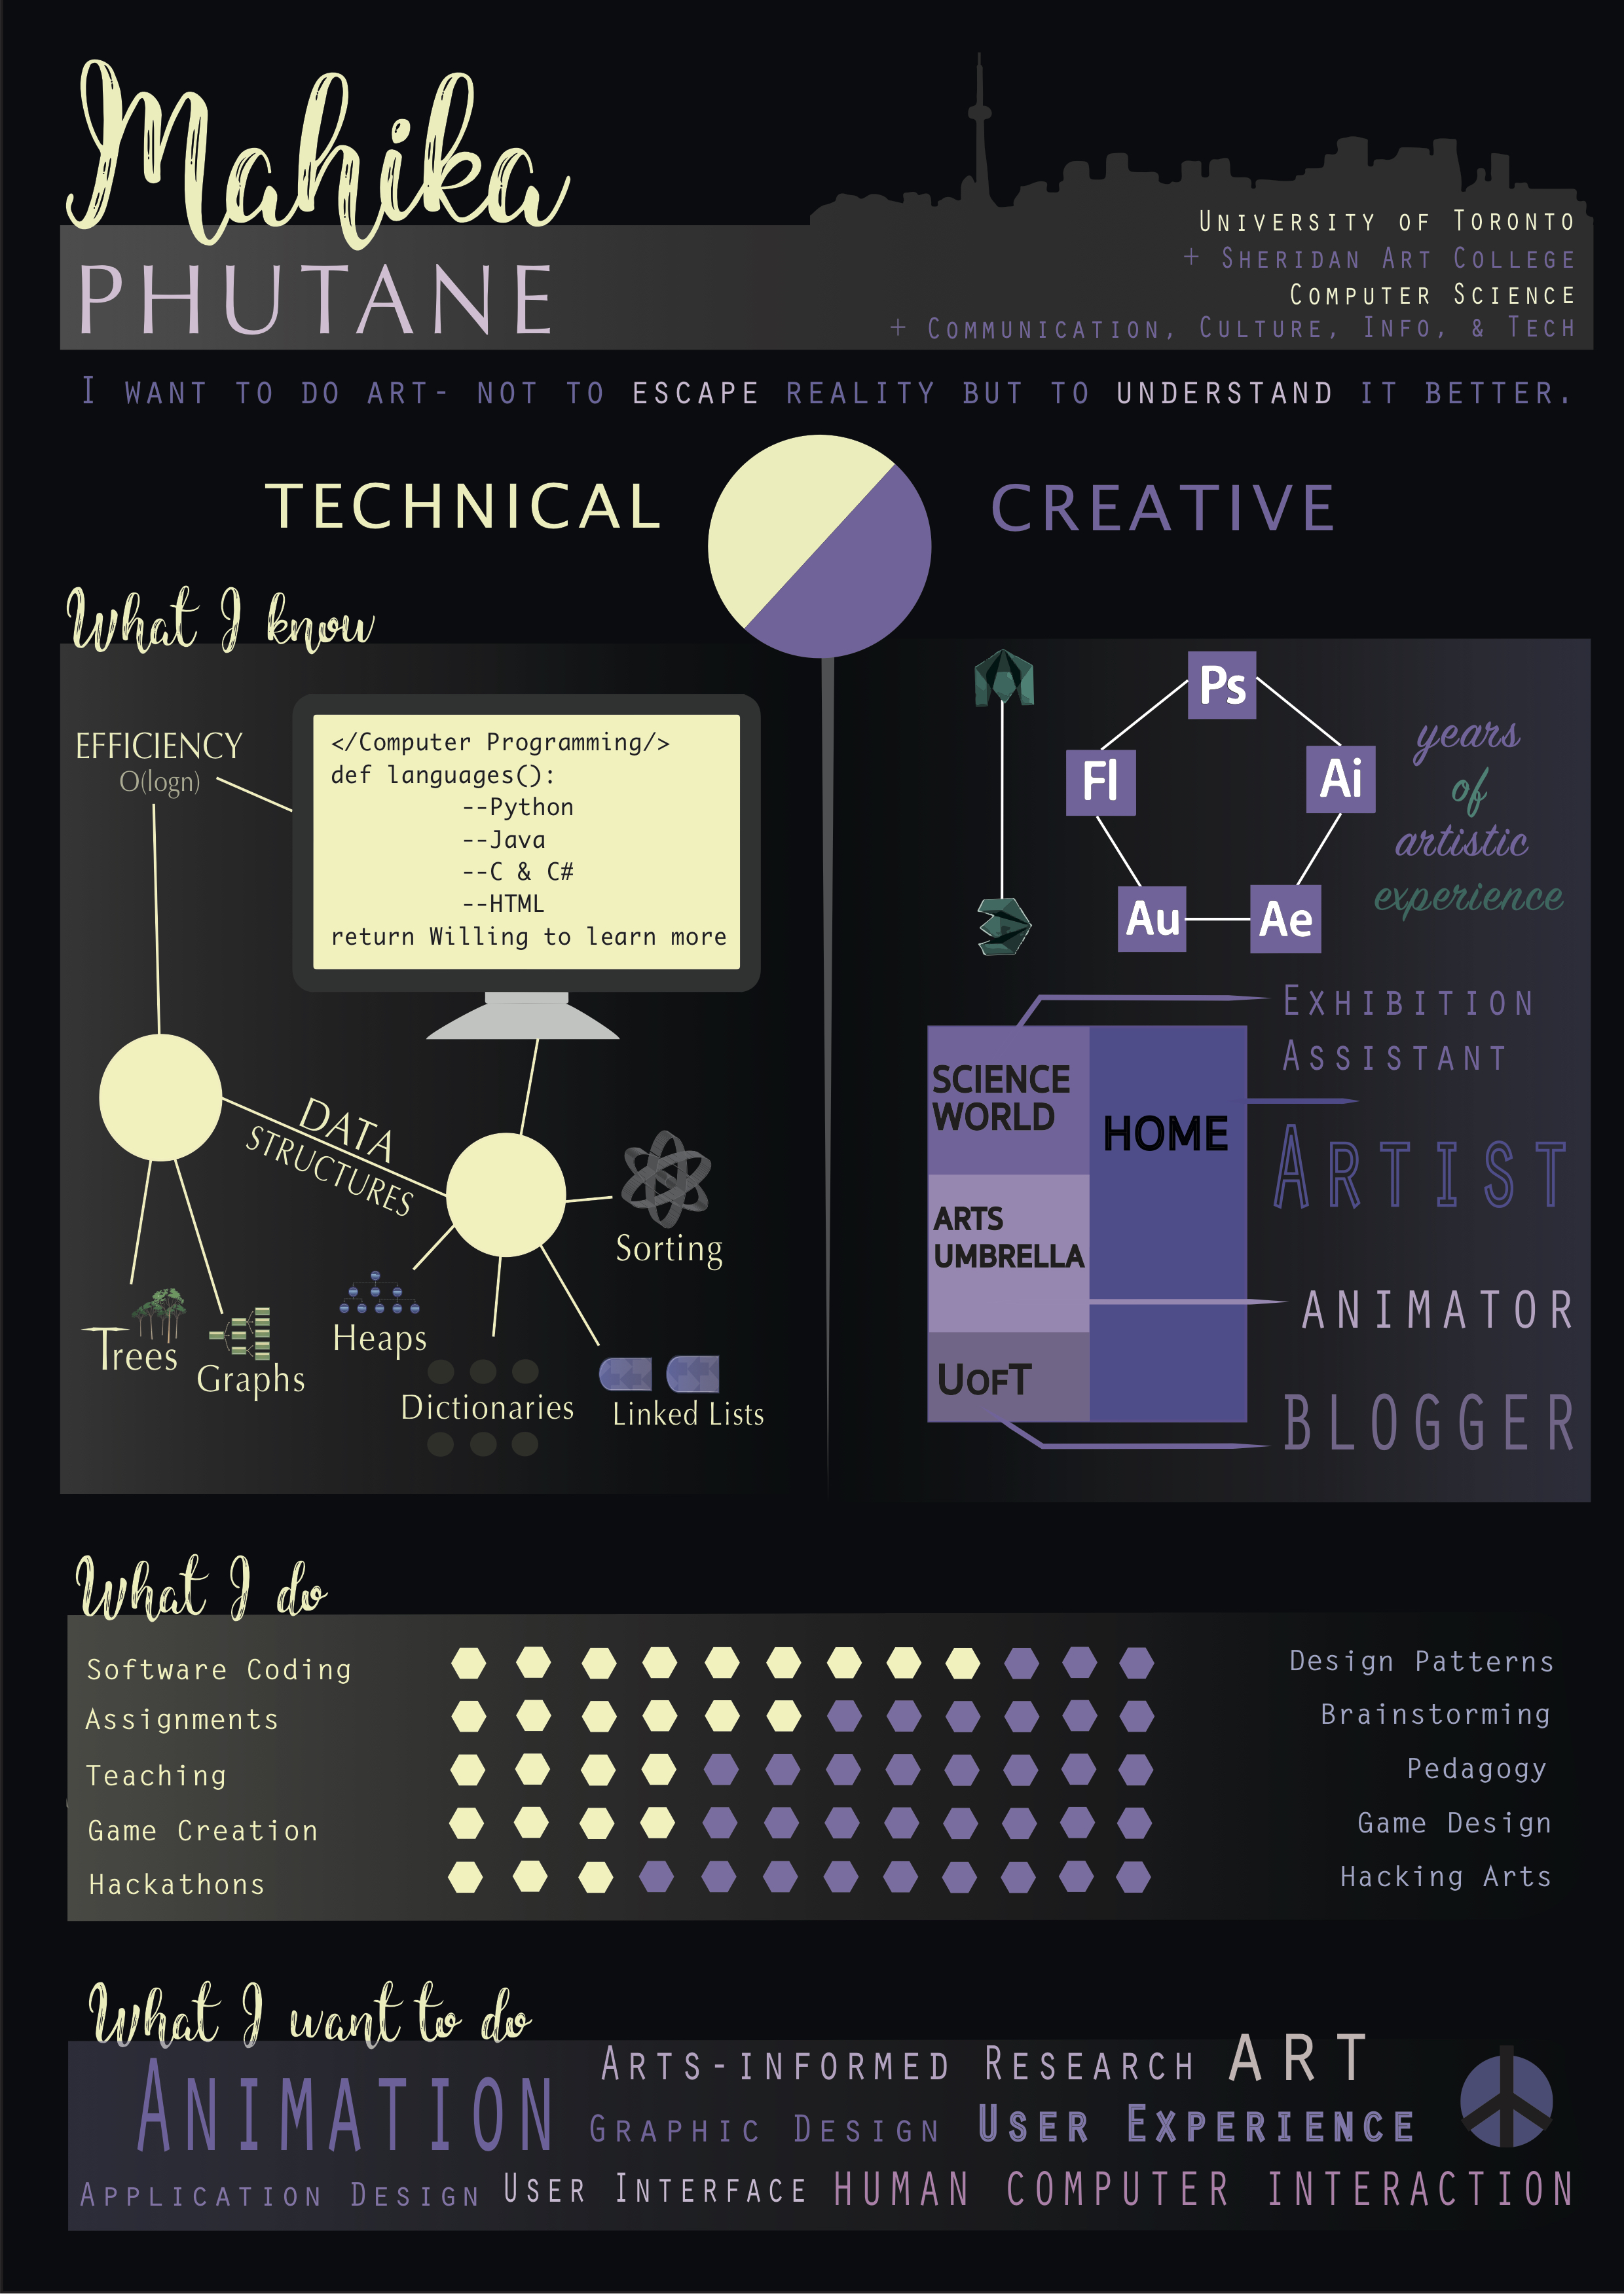 Mahika
PHUTANE
University of Toronto
+ Sheridan Art College
Computer Science
+ Communication, Culture, Info, & Tech
I WANT TO DO ART- NOT TO ESCAPE REALITY BUT TO UNDERSTAND IT BETTER.
TECHNICAL
CREATIVE
What I know
EFFICIENCY
O(logn)
</Computer Programming/>
def languages():
--Python
--Java
--C & C#
--HTML
return Willing to learn more
DATA
STRUCTURES
Sorting
Heaps
Trees
Graphs
Dictionaries
Linked Lists
Ps
Fl
Ai
Au
Ae
years
of
artistic
experience
SCIENCE
WORLD
HOME
ARTS
UMBRELLA
UofT
Exhibition
Assistant
Artist
ANIMATOR
BLOGGER
What I do
Software Coding
Design Patterns
Assignments
Brainstorming
Teaching
Pedagogy
Game Creation
Game Design
Hackathons
Hacking Arts
What I want to do
Animation
Arts-informed Research
ART
Graphic Design
User Experience
Application Design
User Interface
HUMAN COMPUTER INTERACTION